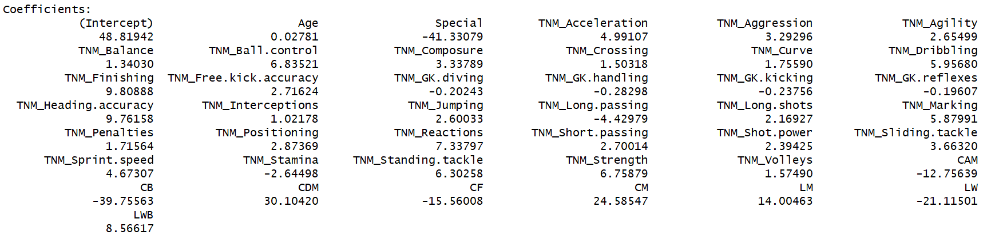 Coefficients:
(Intercept) Age Special TNM_Acceleration TNM_Aggression TNM_Agility
48.81942 0.02781 -41.33079 4.99107 3.29296 2.65499
TNM_Balance TNM_Ball.control TNM_Composure TNM_Crossing TNM_Curve TNM_Dribbling
1.34030 6.83521 3.33789 1.50318 1.75590 5.95680
TNM_Finishing TNM_Free.kick.accuracy TNM_GK.diving TNM_GK.handling TNM_GK.kicking TNM_GK.reflexes
9.80888 2.71624 -0.20243 -0.28298 -0.23756 -0.19607
TNM_Heading.accuracy TNM_Interceptions TNM_Jumping TNM_Long.passing TNM_Long.shots TNM_Marking
9.76158 1.02178 2.60033 -4.42979 2.16927 5.87991
TNM_Penalties TNM_Positioning TNM_Reactions TNM_Short.passing TNM_Shot.power TNM_Sliding.tackle
1.71564 2.87369 7.33797 2.70014 2.39425 3.66320
TNM_Sprint.speed TNM_Stamina TNM_Standing.tackle TNM_Strength TNM_Volleys CAM
4.67307 -2.64498 6.30258 6.75879 1.57490 -12.75639
CB CDM CF CM LM LW
-39.75563 30.10420 -15.56008 24.58547 14.00463 -21.11501
LWB
8.56617